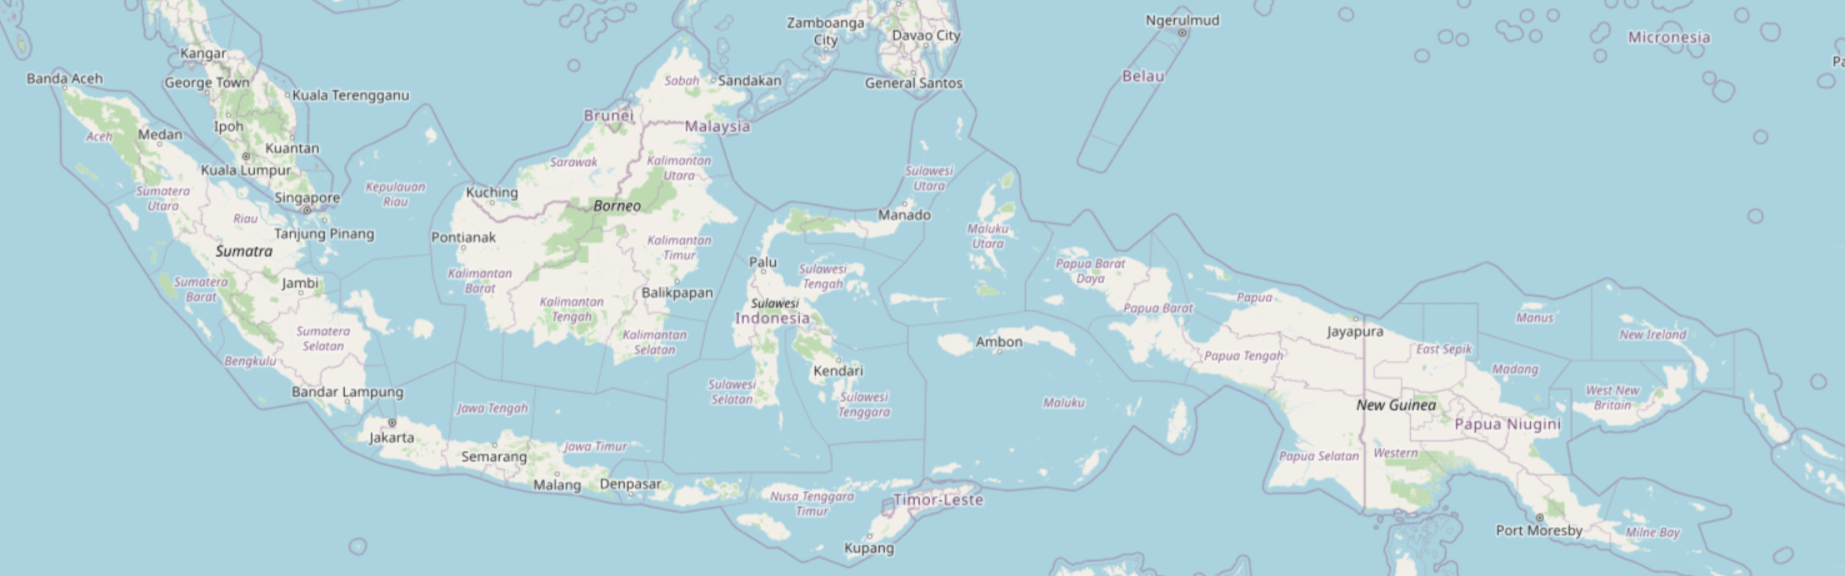 Ngerulmud
Zamboanga
City
Davao City
Micronesia
Kangar
Banda Aceh
George Town
Sabah
Sandakan
General Santos
Belau
Kuala Terengganu
Brunei
Malaysia
Ipoh
Aceh
Medan
Kuantan
Kuala Lumpur
Sarawak
Kalimantan
Utara
Sulawesi
Utara
Sumatera
Utara
Kepulauan
Riau
Singapore
Kuching
Borneo
Riau
Manado
Tanjung Pinang
Pontianak
Maluku
Utara
Sumatra
Kalimantan
Timur
Palu
Sulawesi
Tengah
Papua Barat
Daya
Kalimantan
Barat
Sumatera
Barat
Jambi
Balikpapan
Sulawesi
Papua
Papua Barat
Kalimantan
Tengah
Indonesia
Manus
Sumatera
Selatan
Kalimantan
Selatan
Ambon
Jayapura
New Ireland
Bengkulu
Papua Tengah
East Sepik
Kendari
Madang
Bandar Lampung
Sulawesi
Selatan
Sulawesi
Tenggara
West New
Britain
Jawa Tengah
Maluku
New Guinea
Papua Niugini
Jakarta
Jawa Timur
Semarang
Papua Selatan
Western
Malang
Denpasar
Nusa Tenggara
Timur
Timor-Leste
Port Moresby
Milne Bay
Kupang